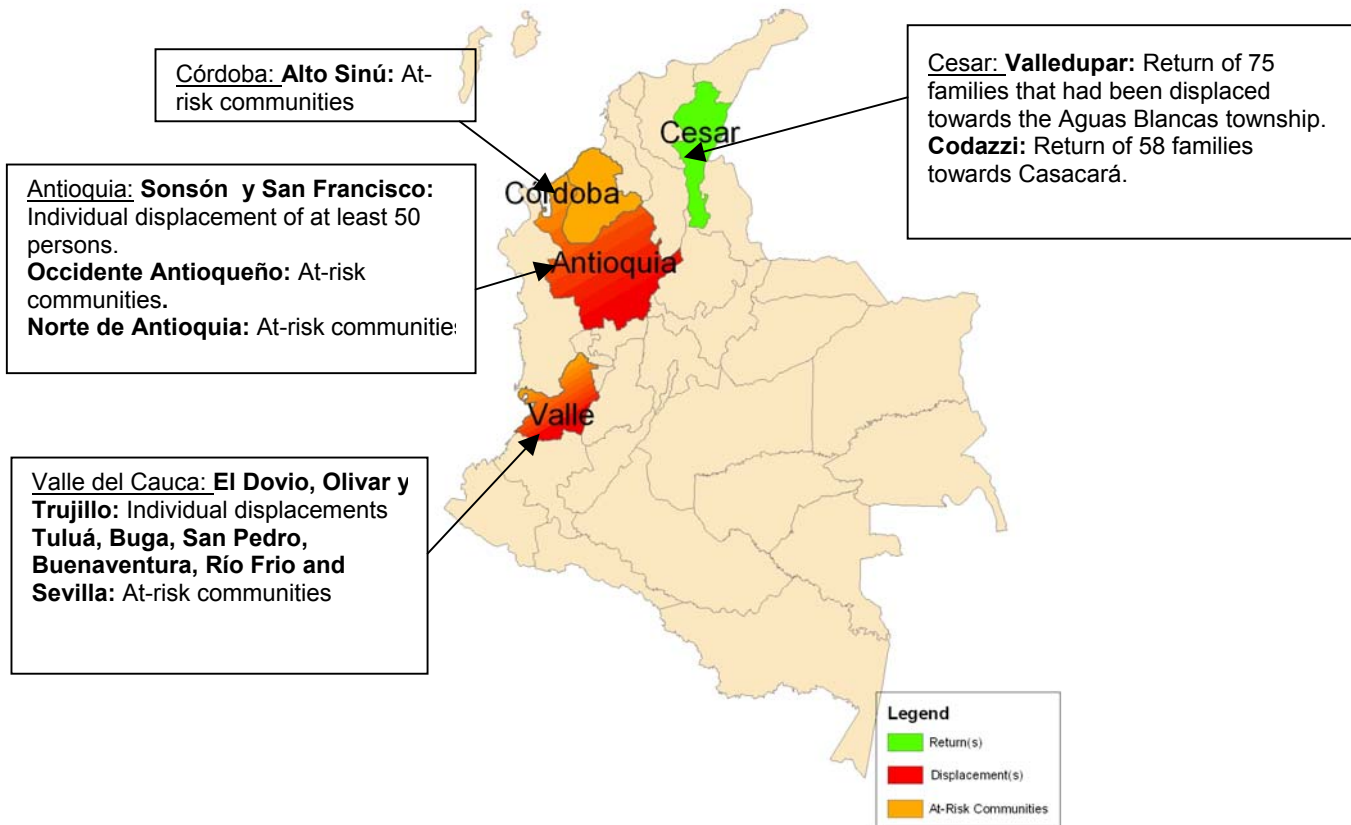 Córdoba: Alto Sinú: At-
risk communities
Cesar: Valledupar: Return of 75
families that had been displaced
towards the Aguas Blancas township.
Codazzi: Return of 58 families
towards Casacará.
Antioquia: Sonsón y San Francisco:
Individual displacement of at least 50
persons.
Occidente Antioqueño: At-risk
communities.
Norte de Antioquia: At-risk communities
Valle del Cauca: El Dovio, Olivar y
Trujillo: Individual displacements
Tuluá, Buga, San Pedro,
Buenaventura, Río Frio and
Sevilla: At-risk communities
Cesar
Córdoba
Antioquia
Valle
Legend
Return(s)
Displacement(s)
At-Risk Communities